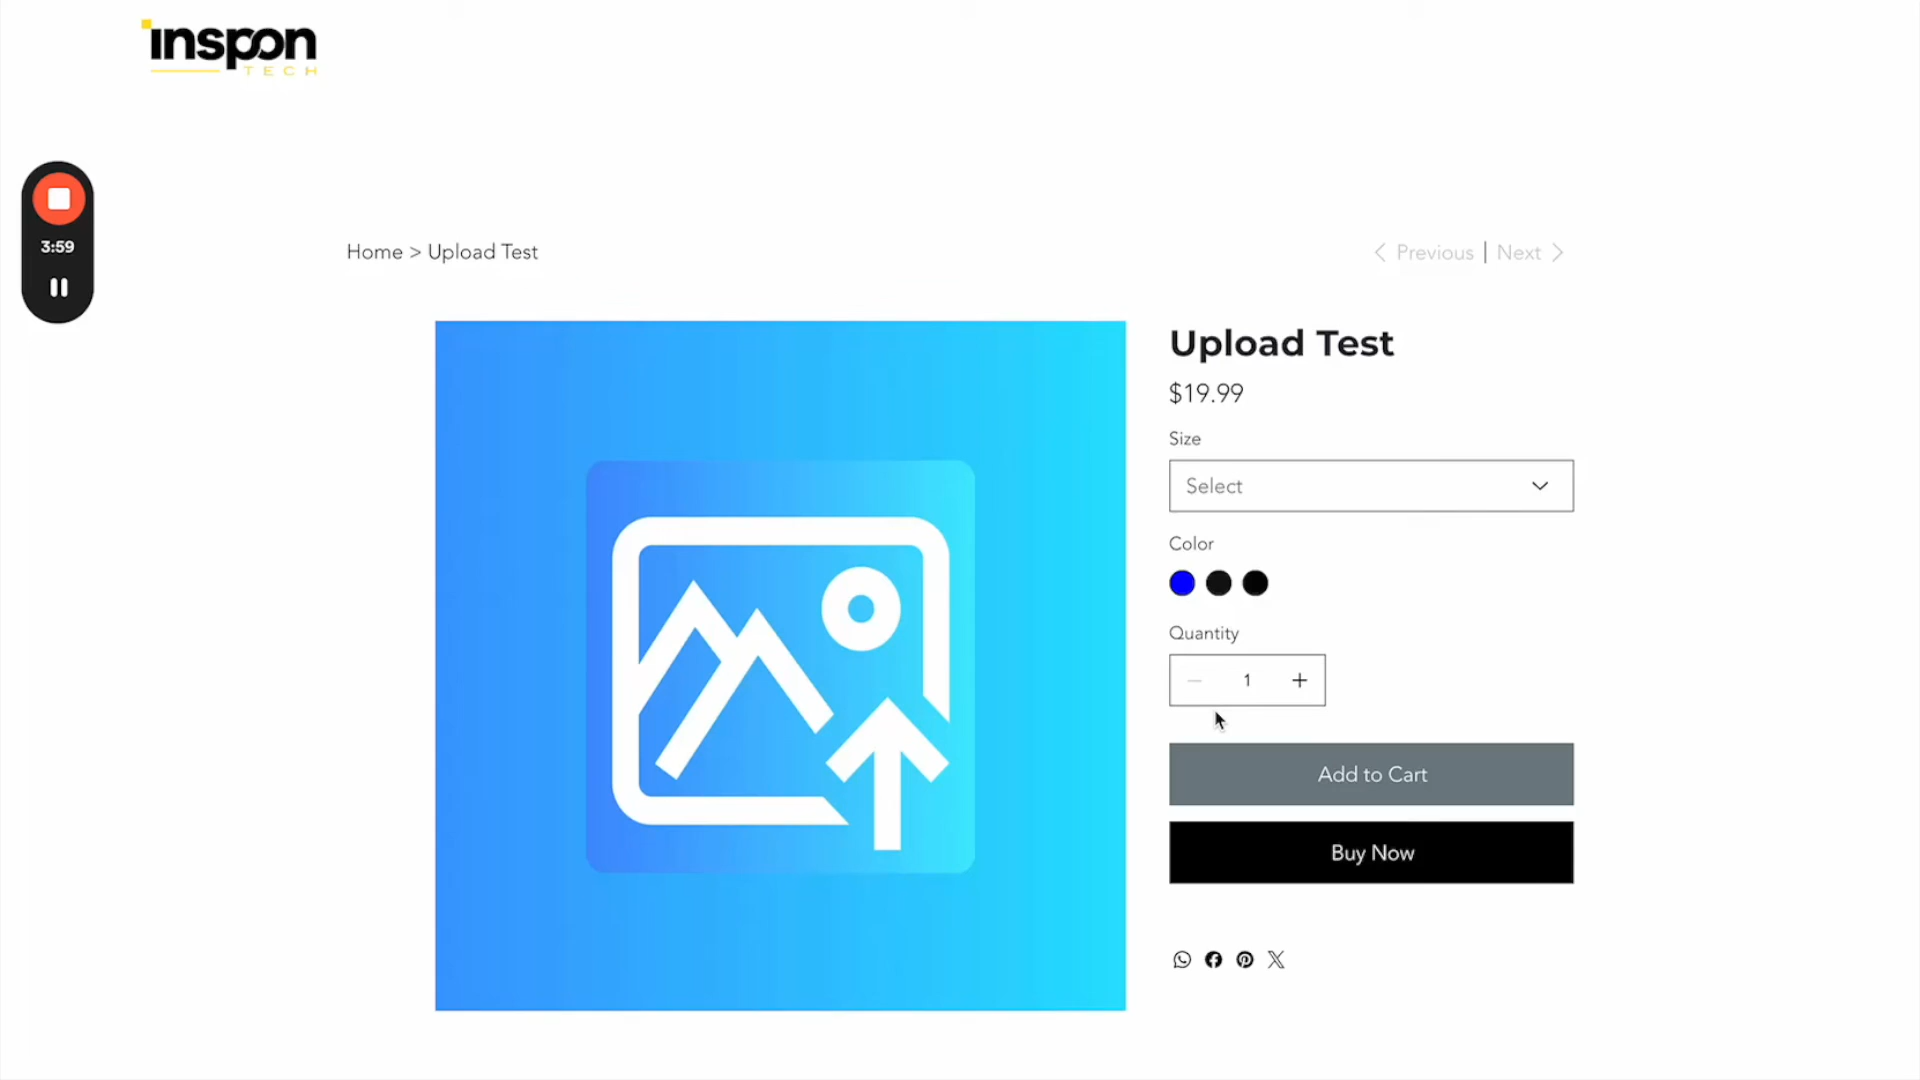 inspon
TECH
3:59
Home > Upload Test
Previous | Next
Upload Test
$19.99
Size
Select
Color
Quantity
1
Add to Cart
Buy Now